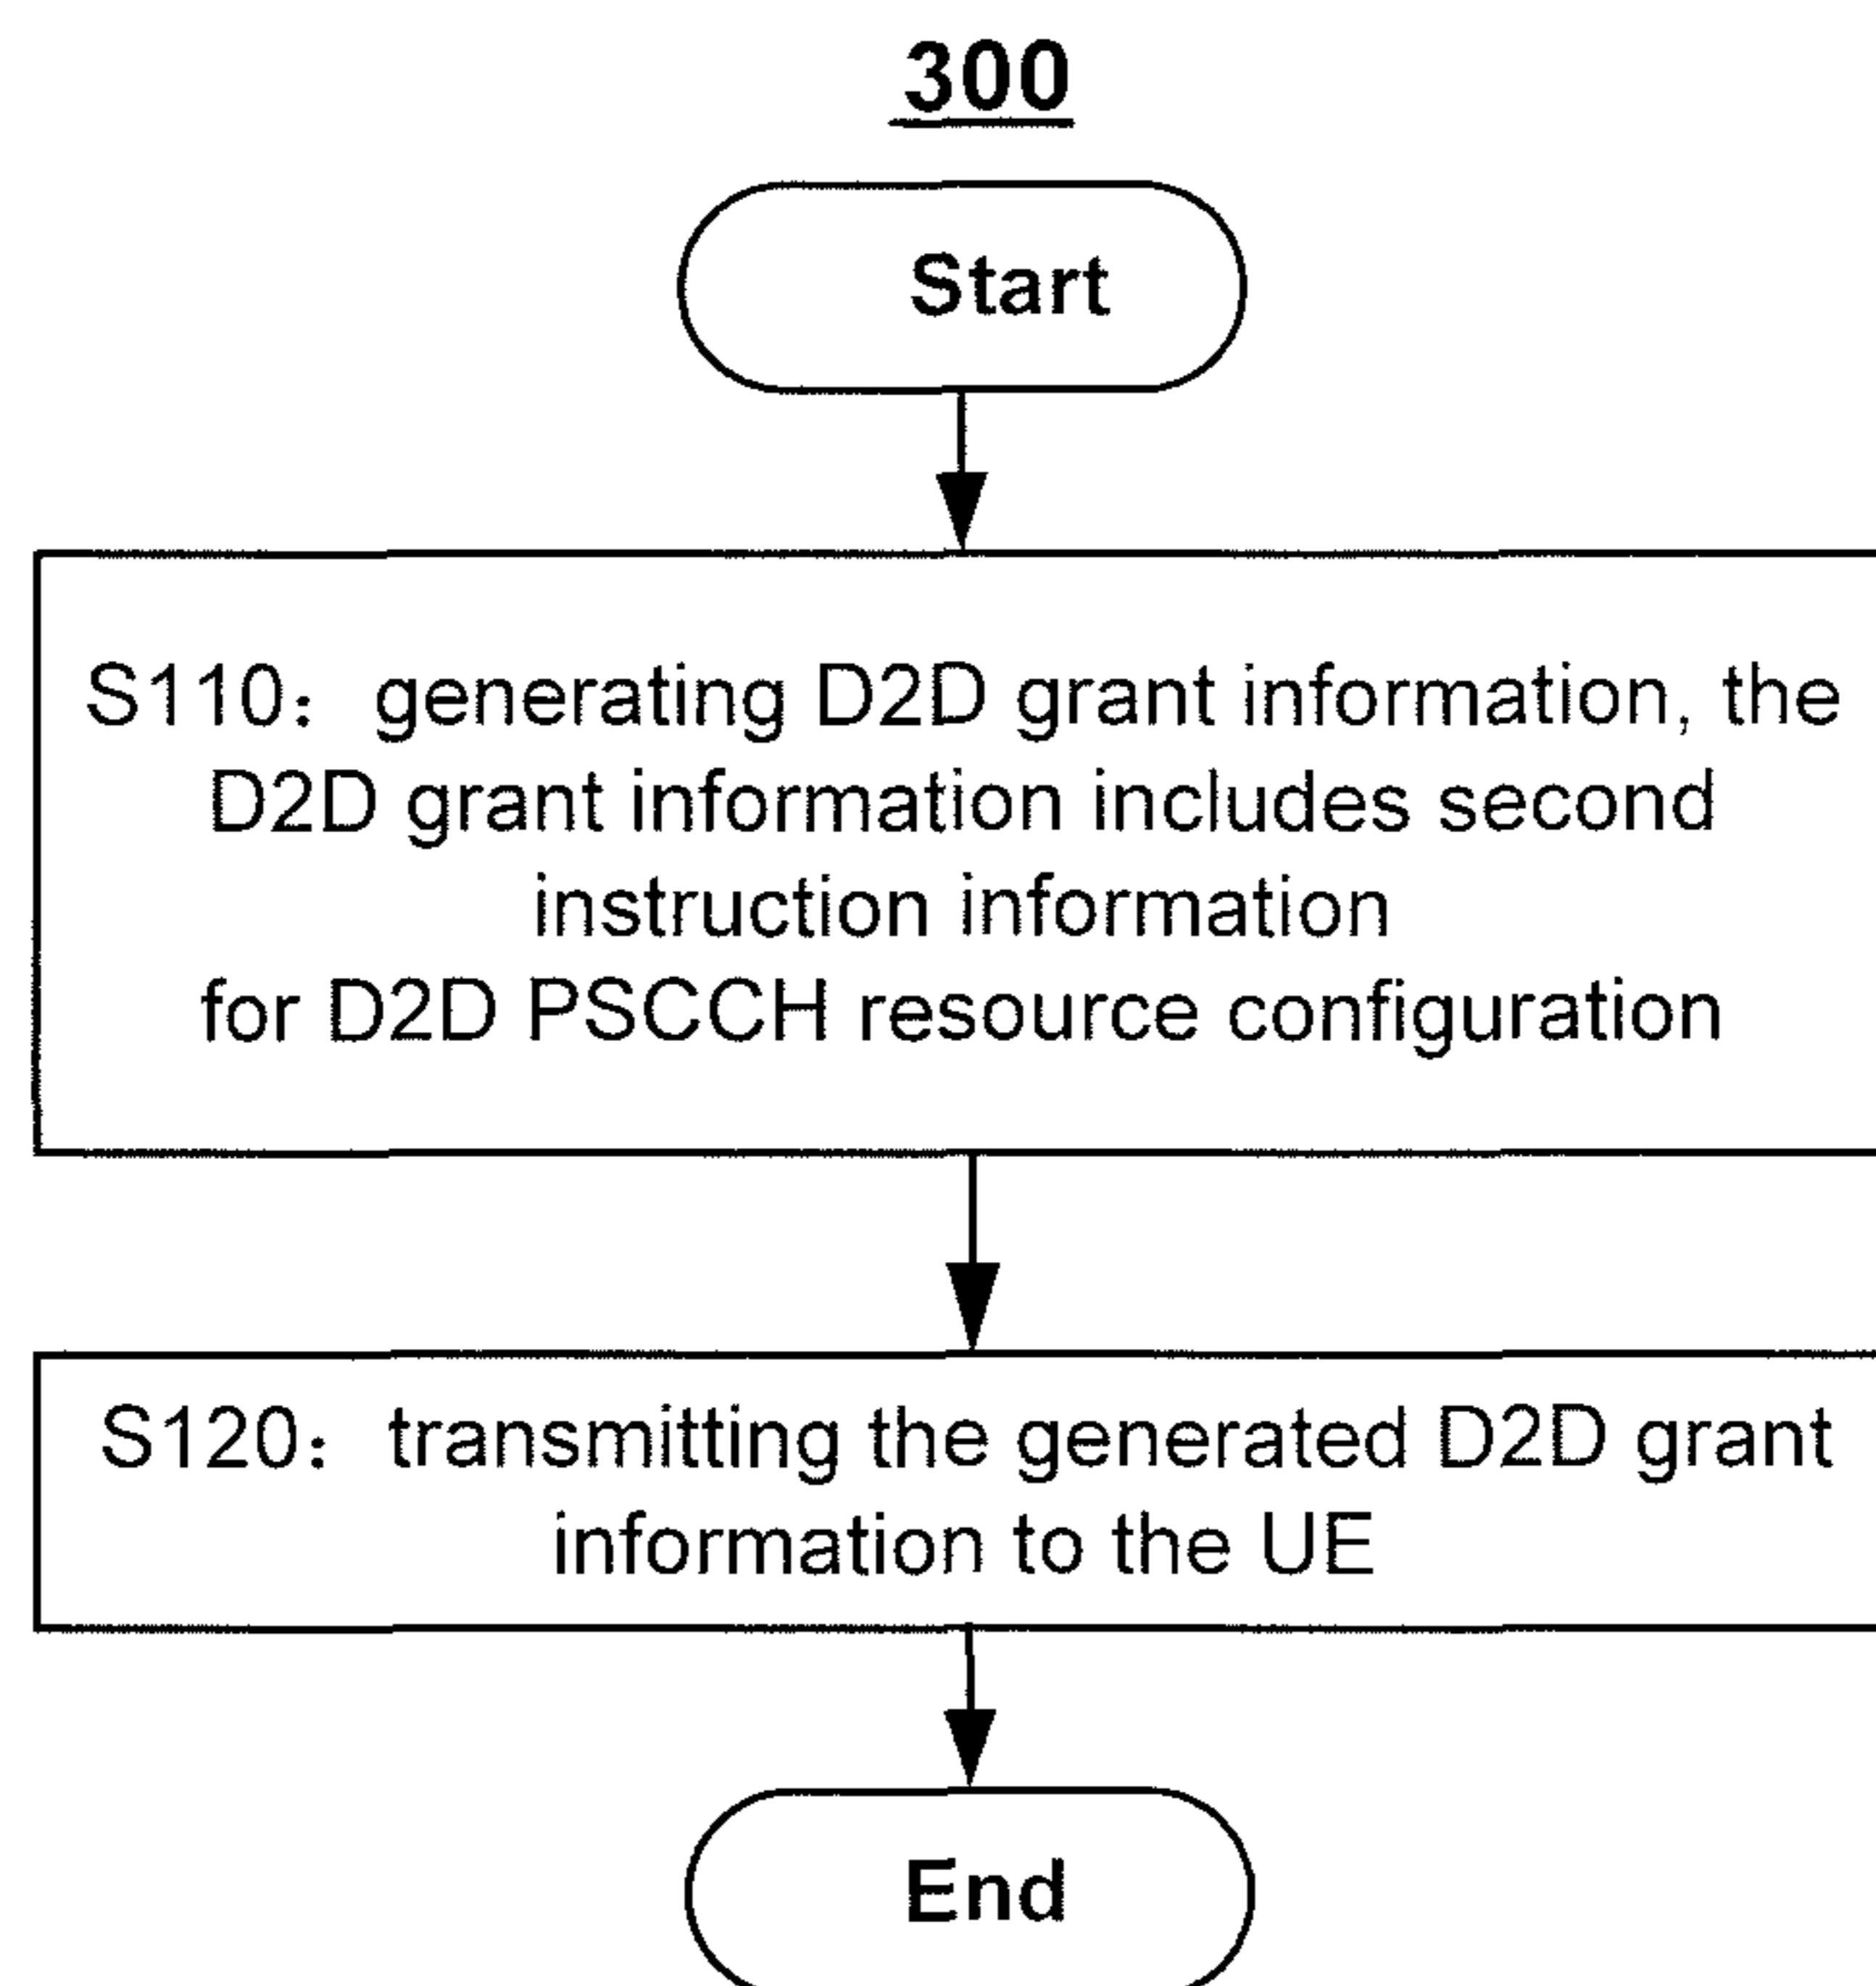 300
Start
S110： generating D2D grant information, the
D2D grant information includes second
instruction information
for D2D PSCCH resource configuration
S120： transmitting the generated D2D grant
information to the UE
End